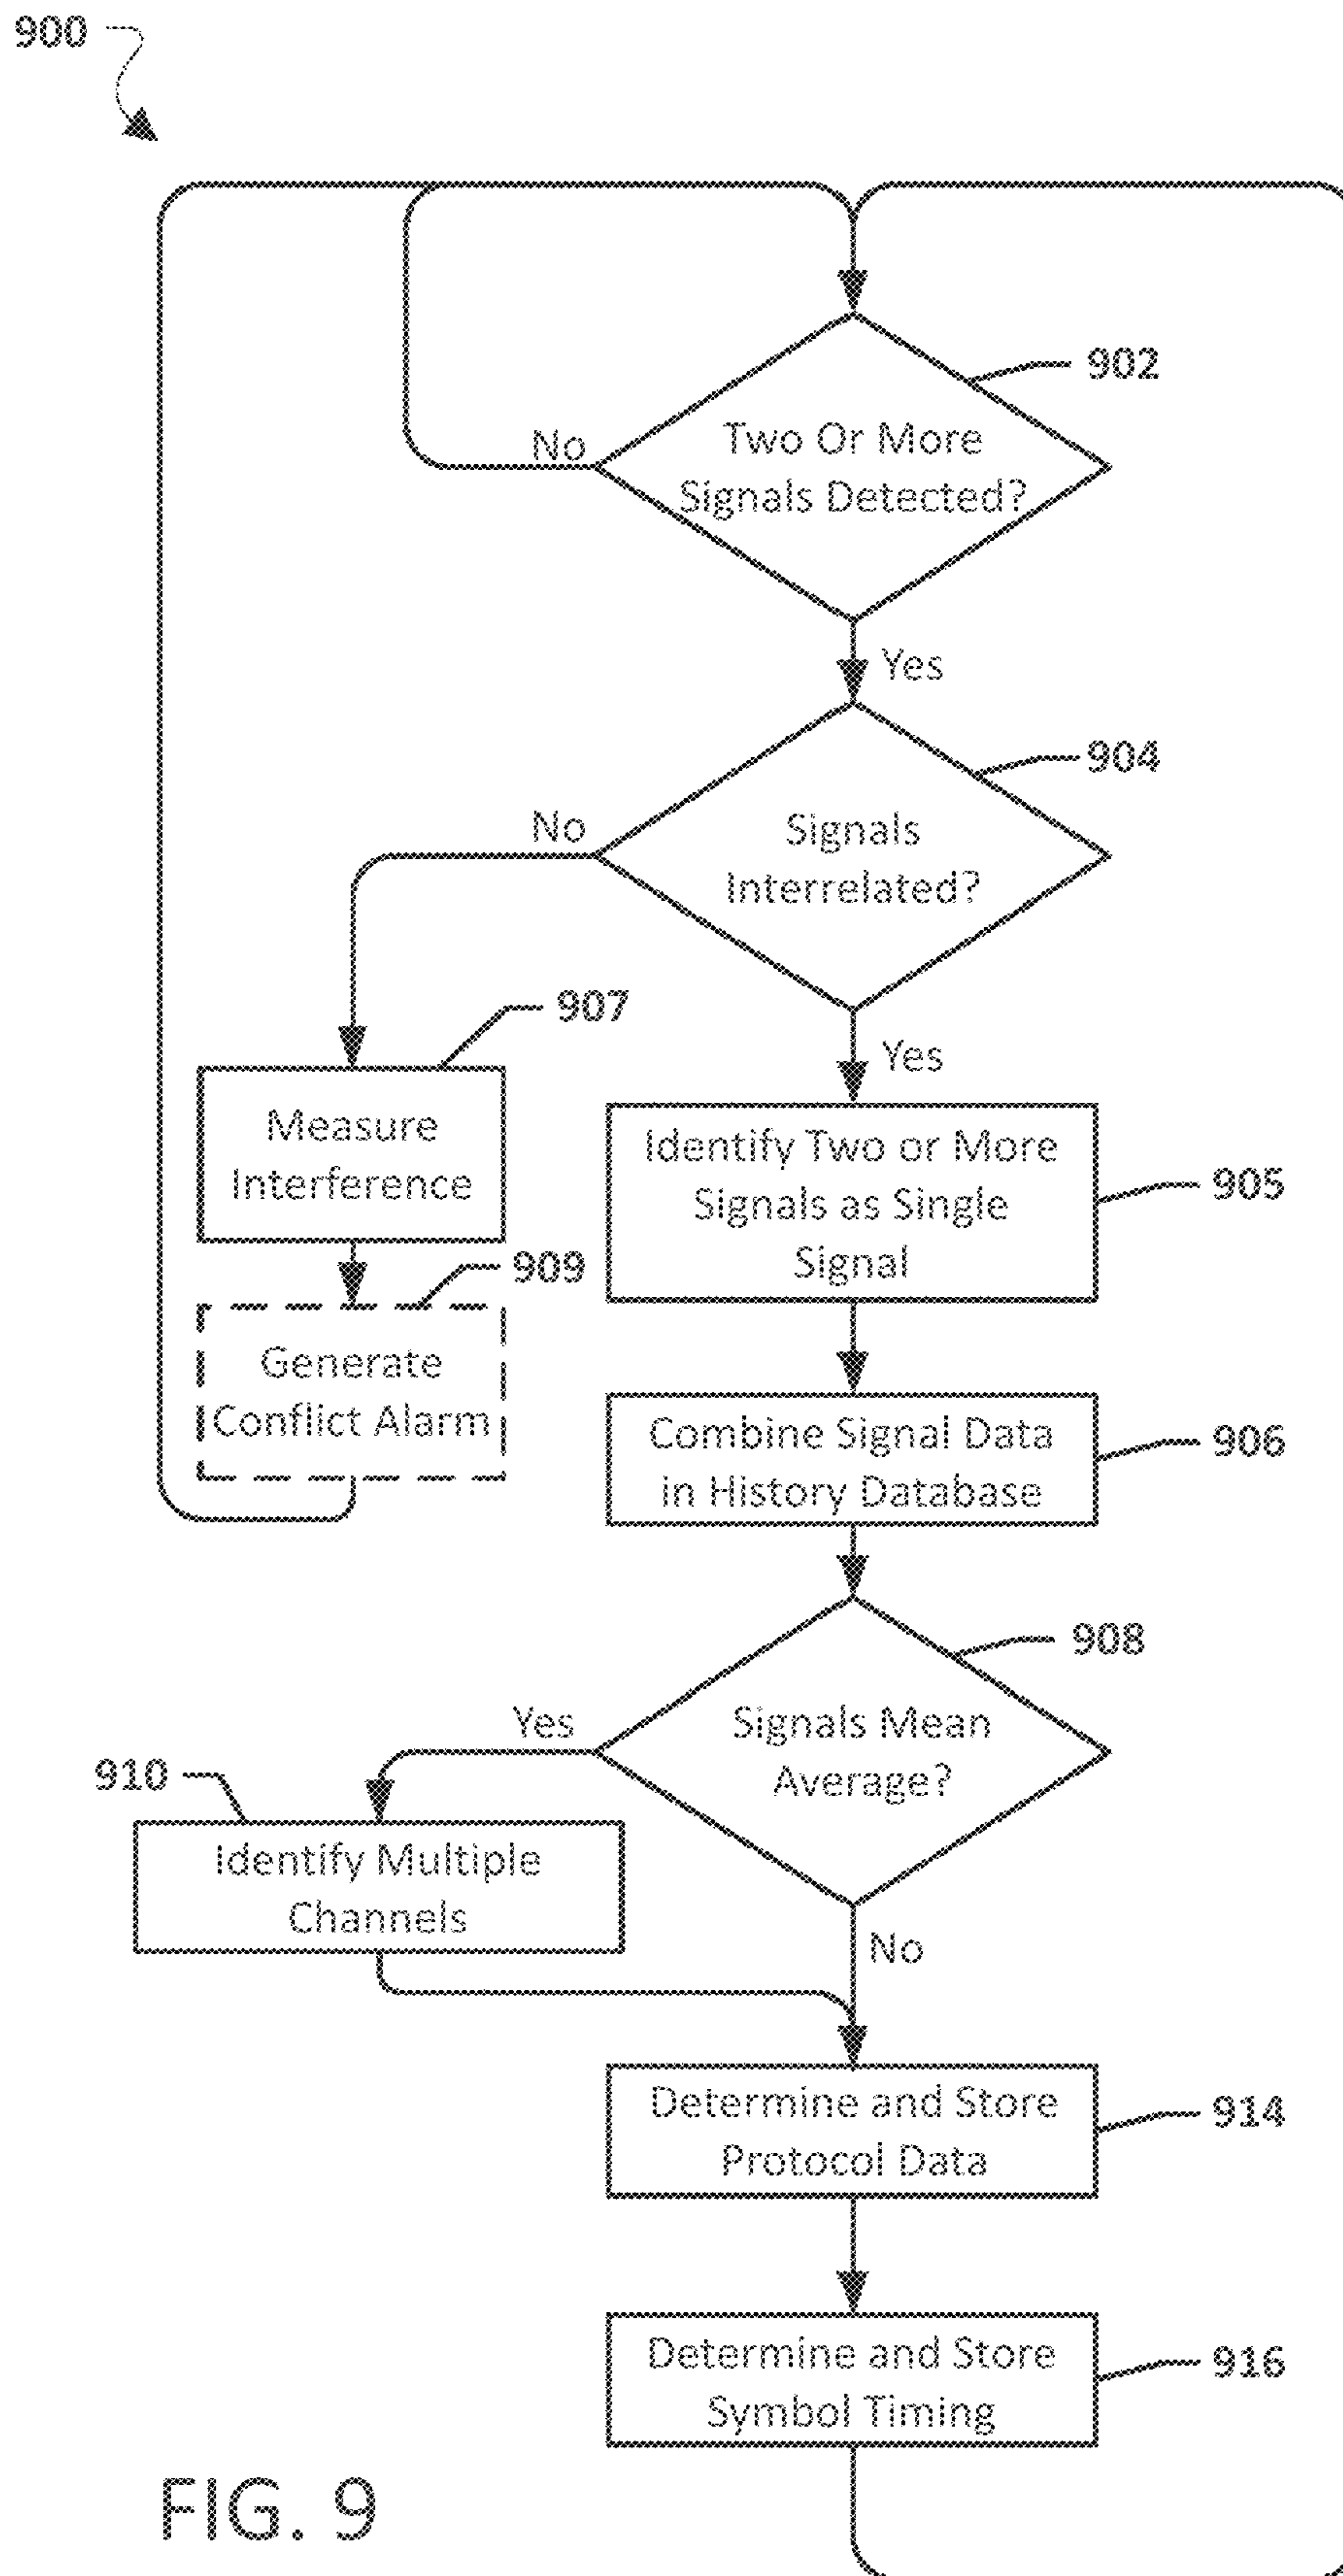 900
902
Two Or More
Signals Detected?
No
Yes
904
Signals
Interrelated?
No
Yes
907
Measure
Interference
905
Identify Two or More
Signals as Single
Signal
909
Generate
Conflict Alarm
906
Combine Signal Data
in History Database
908
Signals Mean
Average?
Yes
910
Identify Multiple
Channels
No
914
Determine and Store
Protocol Data
916
Determine and Store
Symbol Timing
FIG. 9